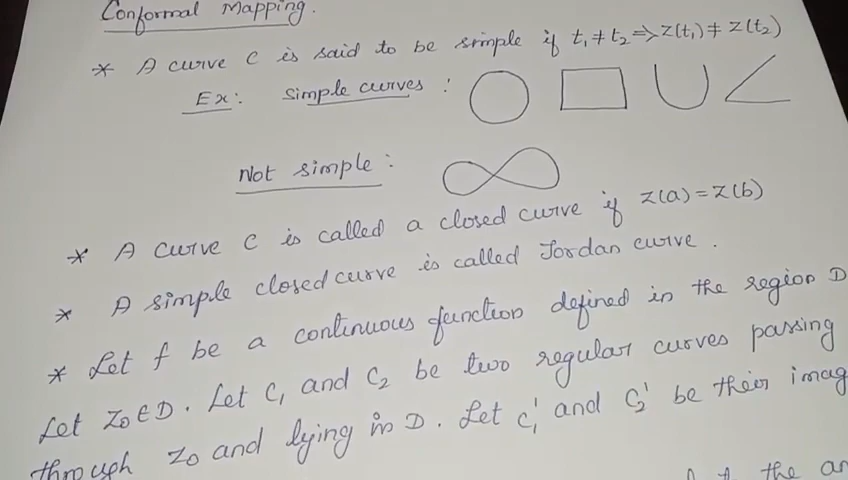 Conformal Mapping.
* A curve C is said to be simple if t₁ ≠ t₂ ⇒ z(t₁) ≠ z(t₂)
Ex: Simple curves :
Not simple :
* A curve C is called a closed curve if z(a) = z(b)
* A simple closed curve is called Jordan curve.
* Let f be a continuous function defined in the region D
Let z₀ ∈ D. Let C₁ and C₂ be two regular curves passing
through z₀ and lying in D. Let C₁' and C₂' be their imag
the an